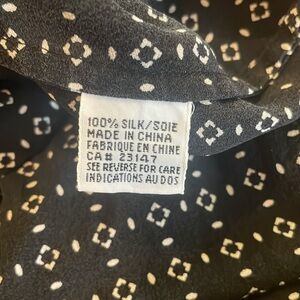 100% SILK/SOIE
MADE IN CHINA
FABRIQUE EN CHINE
CA# 23147
SEE REVERSE FOR CARE
INDICATIONS AU DOS